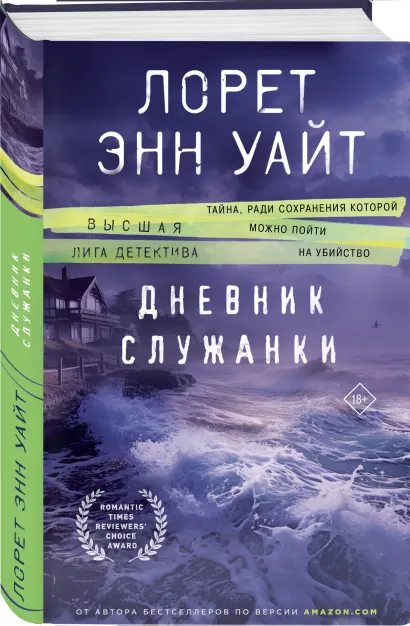 ЛОРЕТ
ЭНН УАЙТ
ТАЙНА, РАДИ СОХРАНЕНИЯ КОТОРОЙ
ВЫСШАЯ
МОЖНО ПОЙТИ
ЛИГА ДЕТЕКТИВА
НА УБИЙСТВО
ДНЕВНИК
СЛУЖАНКИ
18+
ROMANTIC
TIMES
REVIEWERS'
CHOICE
AWARD
ОТ АВТОРА БЕСТСЕЛЛЕРОВ ПО ВЕРСИИ AMAZON.COM
ДНЕВНИК
СЛУЖАНКИ
ЛОРЕТ ЭНН УАЙТ